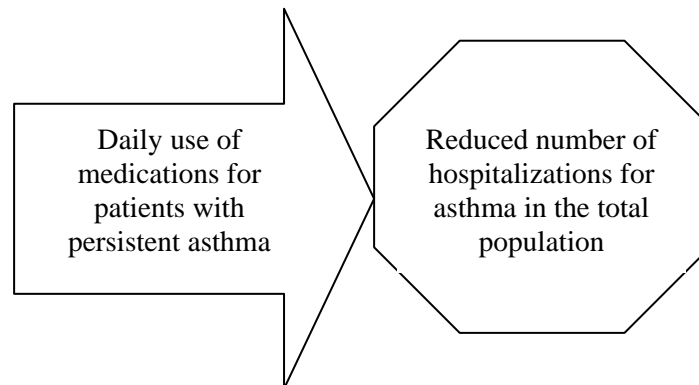 Daily use of
medications for
patients with
persistent asthma
Reduced number of
hospitalizations for
asthma in the total
population